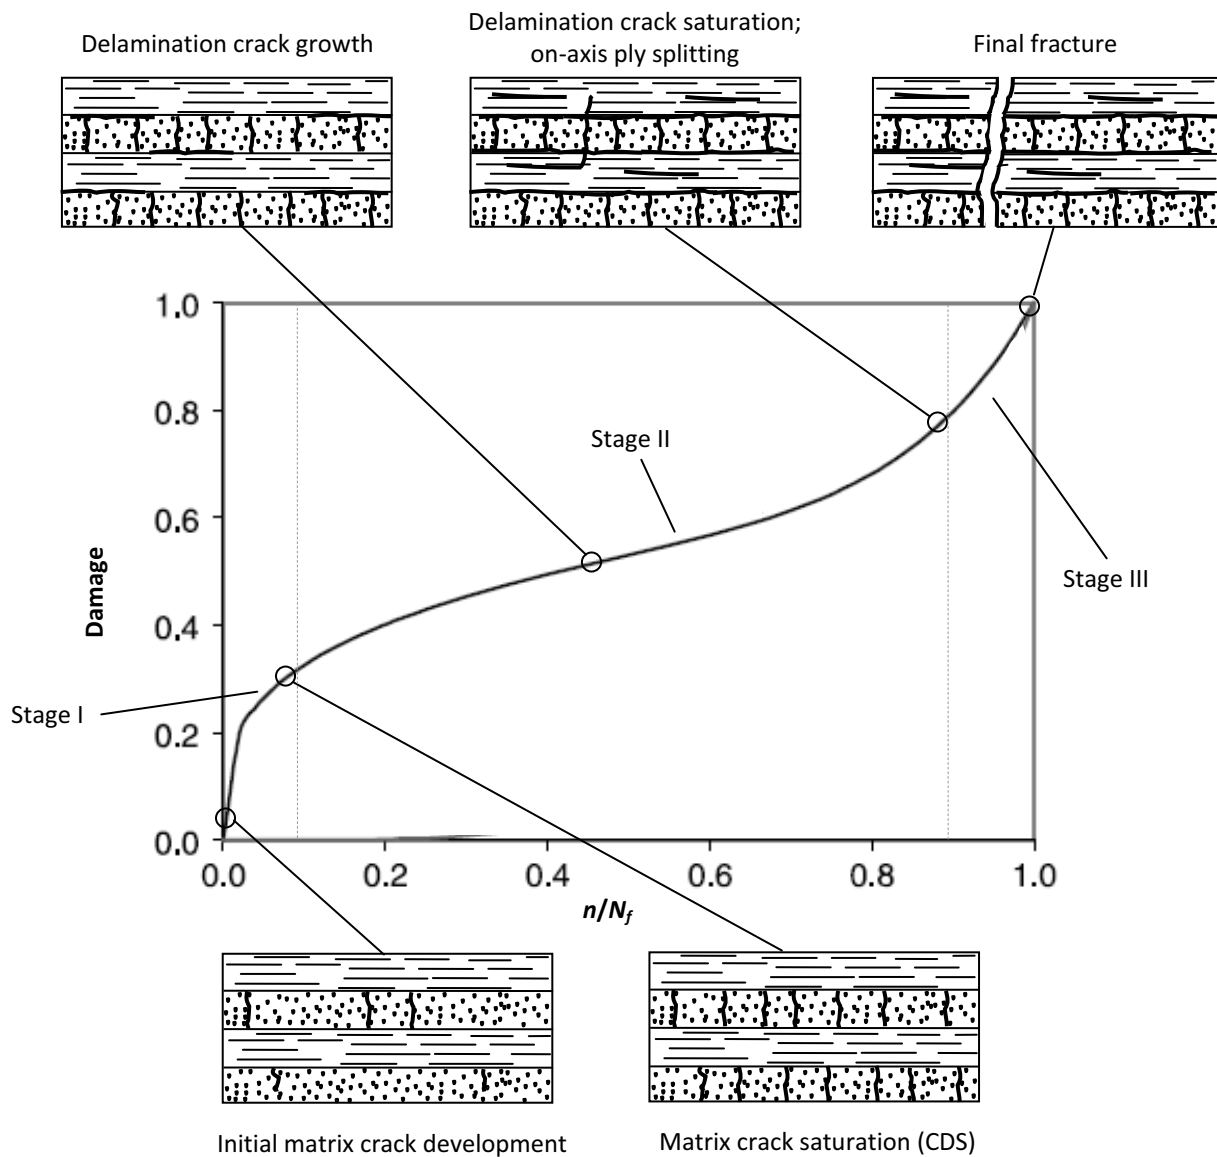 Delamination crack growth
Delamination crack saturation;
on-axis ply splitting
Final fracture
1.0
0.8
0.6
0.4
0.2
0.0
Damage
Stage I
Stage II
Stage III
0.0 0.2 0.4 0.6 0.8 1.0
n/Nf
Initial matrix crack development
Matrix crack saturation (CDS)